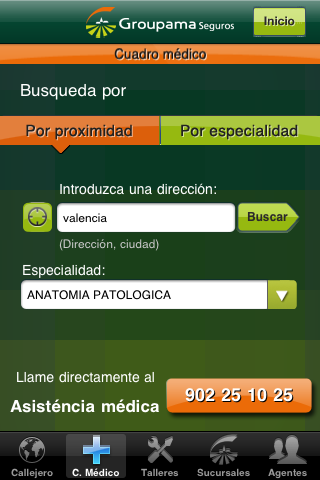 Groupama Seguros
Inicio
Cuadro médico
Busqueda por
Por proximidad
Por especialidad
Introduzca una dirección:
valencia
Buscar
(Dirección, ciudad)
Especialidad:
ANATOMIA PATOLOGICA
Llame directamente al
Asisténcia médica
902 25 10 25
Callejero
C. Médico
Talleres
Sucursales
Agentes